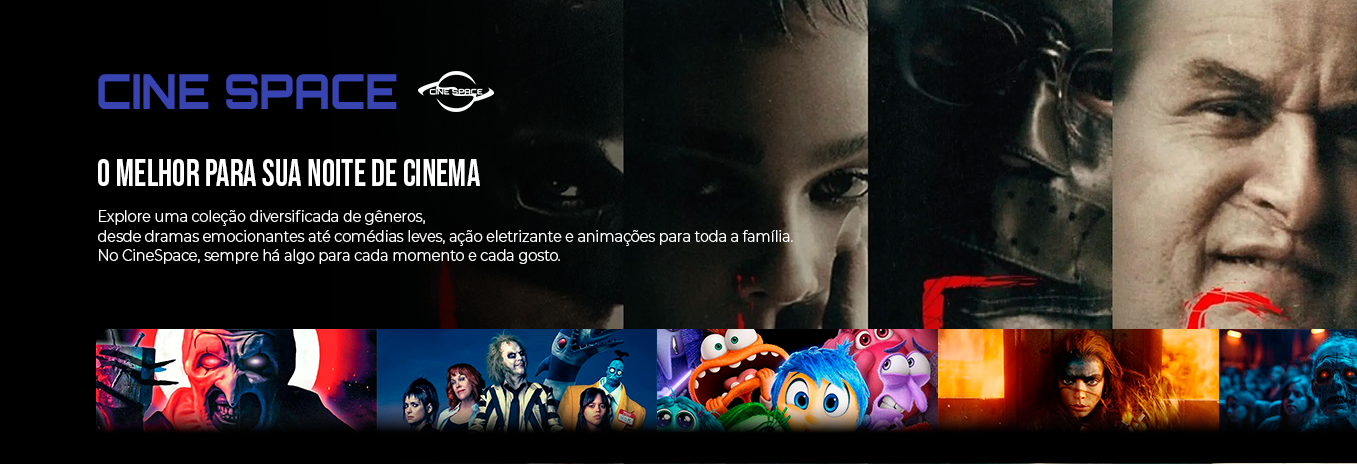 CINE SPACE
CINE SPACE
O MELHOR PARA SUA NOITE DE CINEMA
Explore uma coleção diversificada de gêneros,
desde dramas emocionantes até comédias leves, ação eletrizante e animações para toda a família.
No CineSpace, sempre há algo para cada momento e cada gosto.